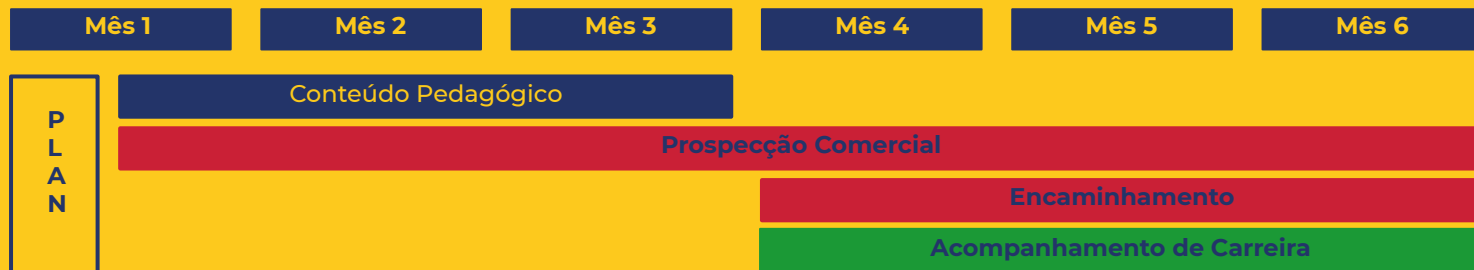 Mês 1 Mês 2 Mês 3 Mês 4 Mês 5 Mês 6
Conteúdo Pedagógico
Prospecção Comercial
Encaminhamento
Acompanhamento de Carreira
P
L
A
N